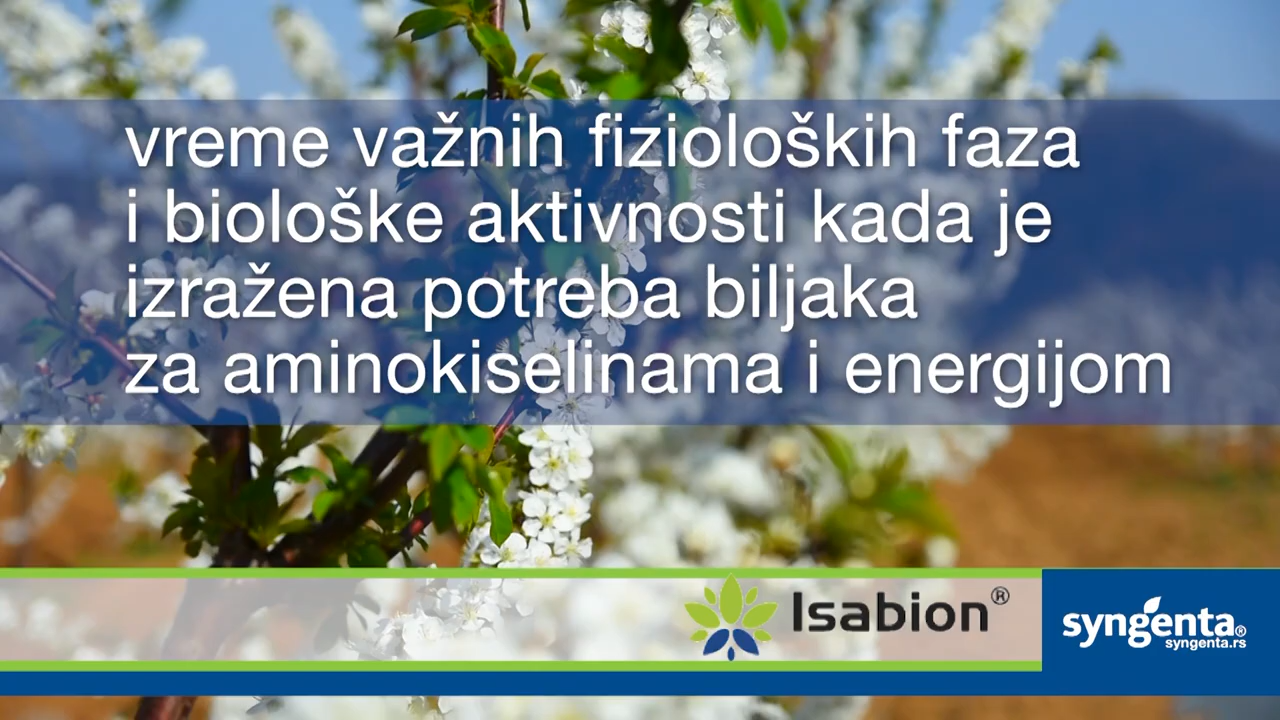 vreme važnih fizioloških faza
i biološke aktivnosti kada je
izražena potreba biljaka
za aminokiselinama i energijom
Isabion®
syngenta®
syngenta.rs